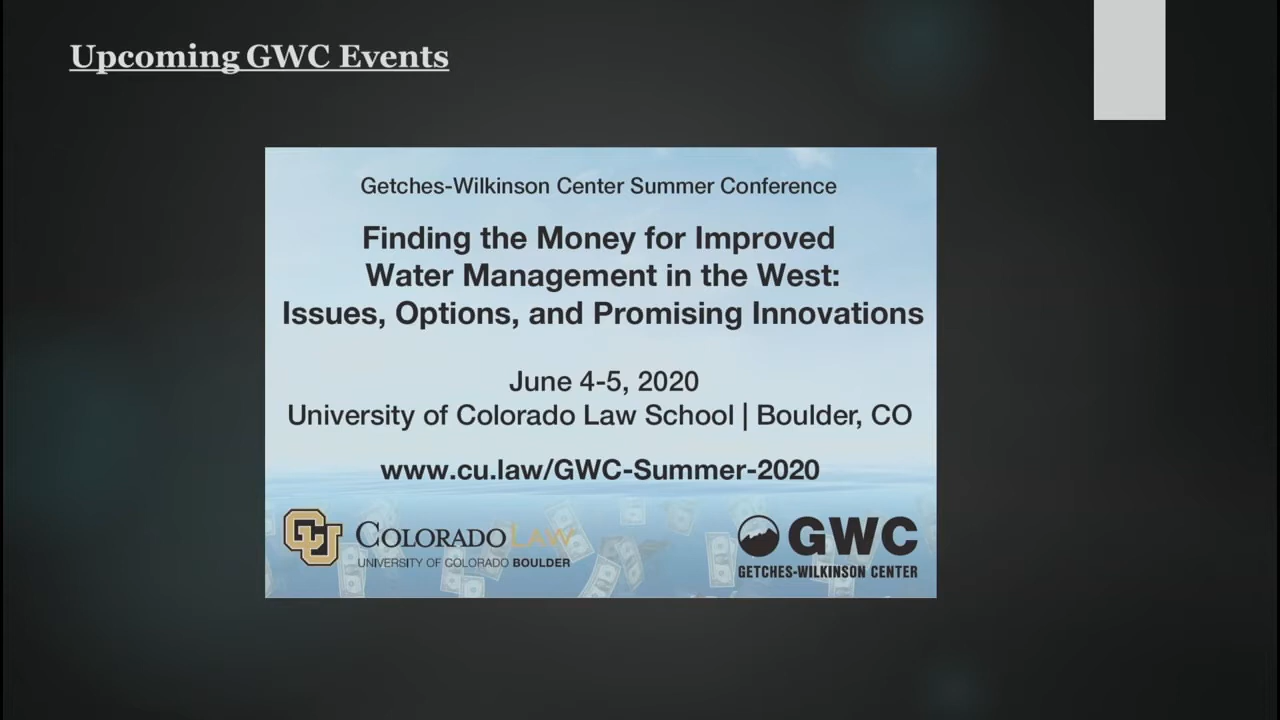 Upcoming GWC Events
Getches-Wilkinson Center Summer Conference
Finding the Money for Improved
Water Management in the West:
Issues, Options, and Promising Innovations
June 4-5, 2020
University of Colorado Law School | Boulder, CO
www.cu.law/GWC-Summer-2020
CU
COLORADO LAW
UNIVERSITY OF COLORADO BOULDER
GWC
GETCHES-WILKINSON CENTER